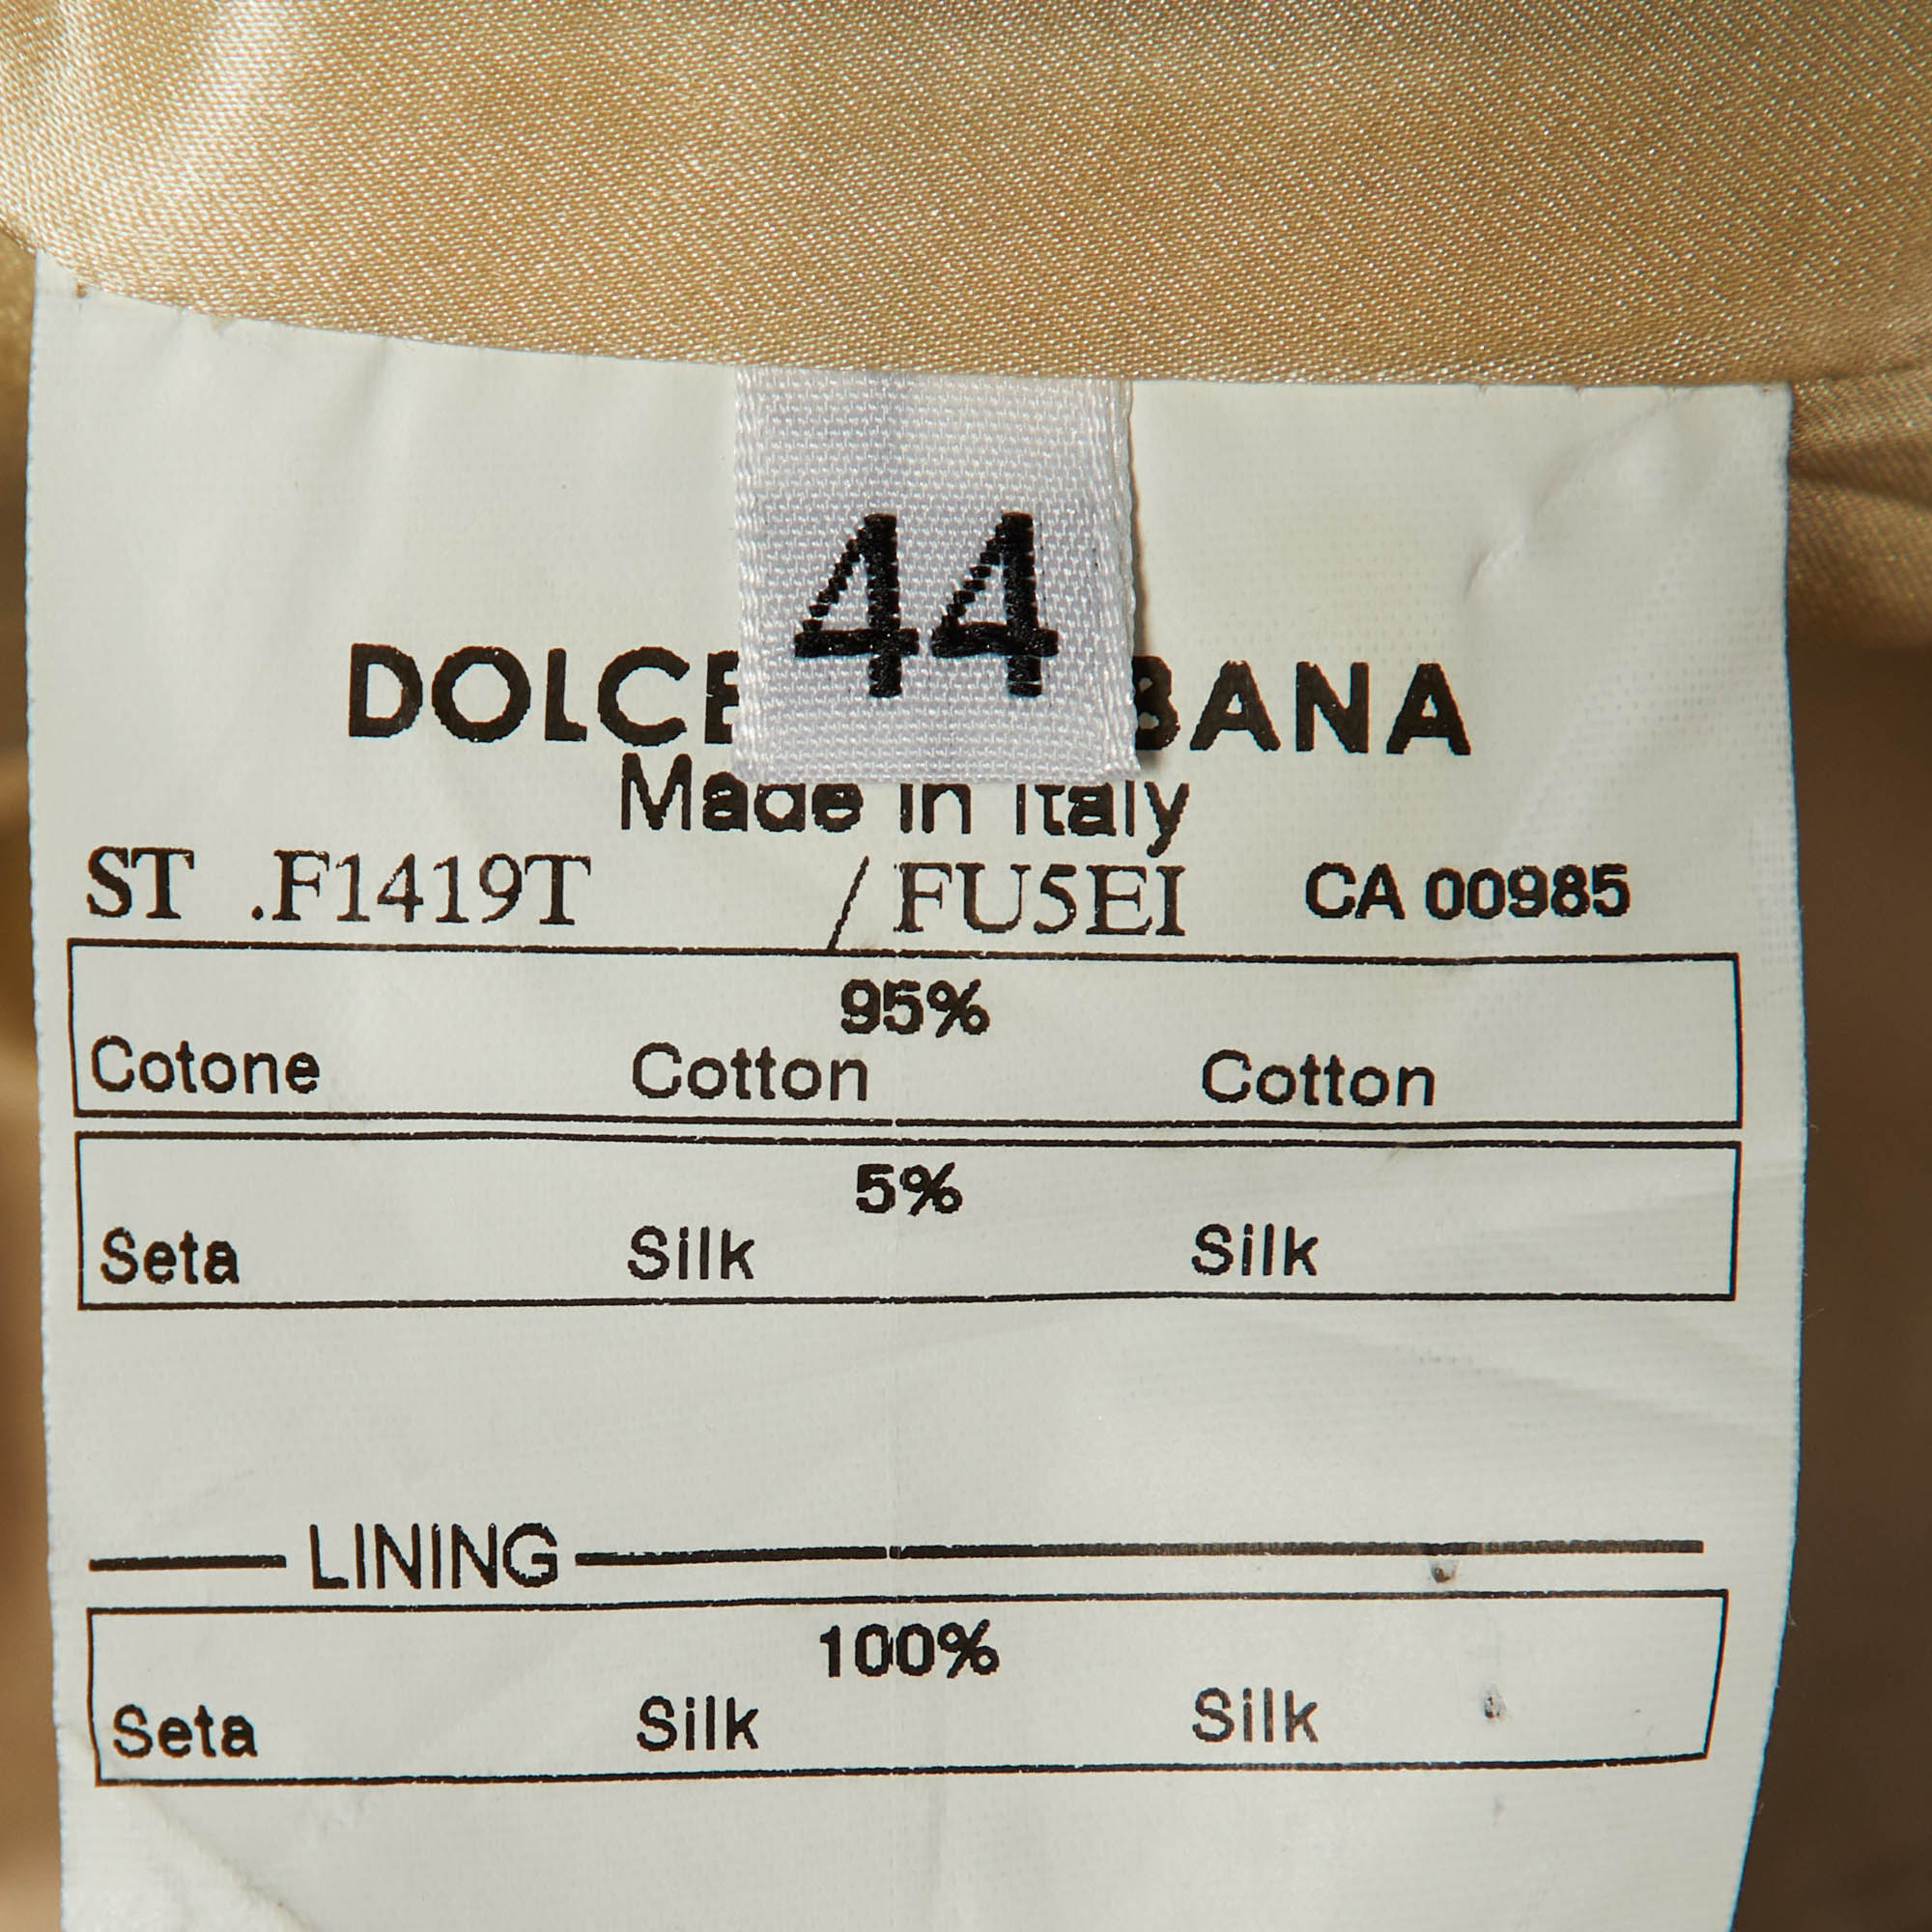 44
DOLCE BANA
Made in Italy
ST .F1419T / FU5EI CA 00985
95%
Cotone Cotton Cotton
5%
Seta Silk Silk
LINING
100%
Seta Silk Silk